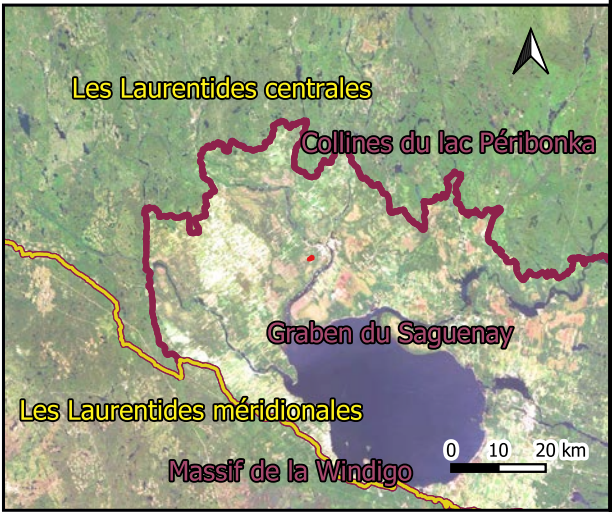 Les Laurentides centrales
Collines du lac Péribonka
Graben du Saguenay
Les Laurentides méridionales
Massif de la Windigo
0 10 20 km